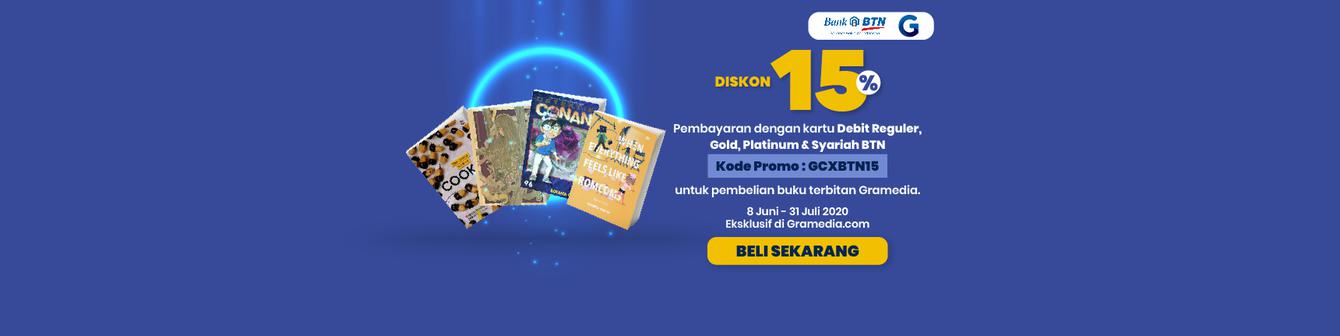 Bank BTN
G
DISKON 15%
Pembayaran dengan kartu Debit Reguler,
Gold, Platinum & Syariah BTN
Kode Promo : GCXBTN15
untuk pembelian buku terbitan Gramedia.
8 Juni - 31 Juli 2020
Eksklusif di Gramedia.com
BELI SEKARANG
COOK
CONAN
96
WHEN
EVERYTHING
FEELS LIKE
ROMCOMS